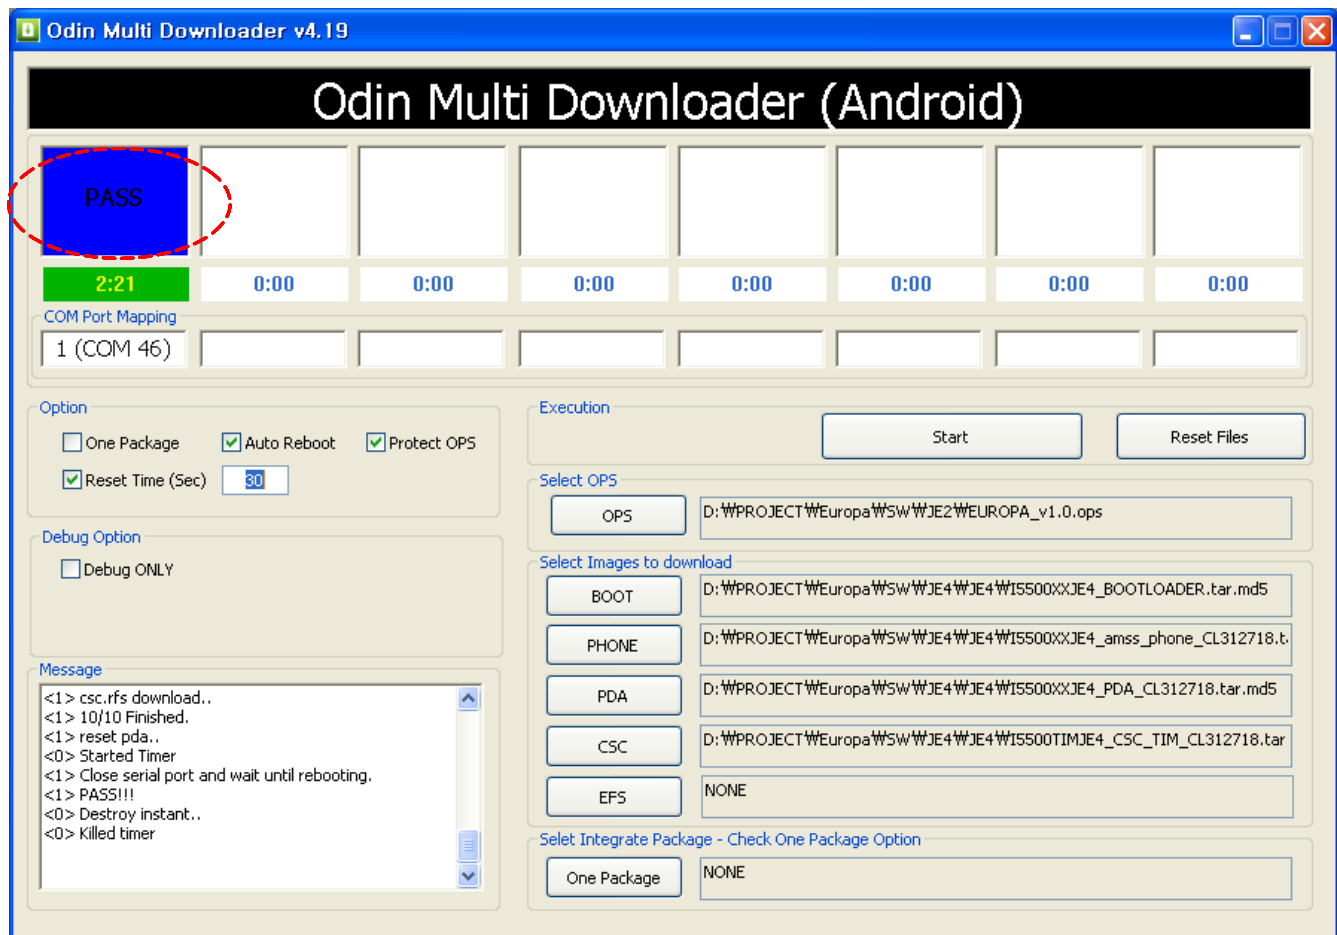 Odin Multi Downloader v4.19
Odin Multi Downloader (Android)
PASS
2:21 0:00 0:00 0:00 0:00 0:00 0:00 0:00
COM Port Mapping
1 (COM 46)
Option
One Package Auto Reboot Protect OPS
Reset Time (Sec) 30
Debug Option
Debug ONLY
Message
<1> csc.rfs download..
<1> 10/10 Finished.
<1> reset pda..
<0> Started Timer
<1> Close serial port and wait until rebooting.
<1> PASS!!!
<0> Destroy instant..
<0> Killed timer
Execution
Start Reset Files
Select OPS
OPS D:₩PROJECT₩Europa₩SW₩JE2₩EUROPA_v1.0.ops
Select Images to download
BOOT D:₩PROJECT₩Europa₩SW₩JE4₩JE4₩I5500XXJE4_BOOTLOADER.tar.md5
PHONE D:₩PROJECT₩Europa₩SW₩JE4₩JE4₩I5500XXJE4_amss_phone_CL312718.t
PDA D:₩PROJECT₩Europa₩SW₩JE4₩JE4₩I5500XXJE4_PDA_CL312718.tar.md5
CSC D:₩PROJECT₩Europa₩SW₩JE4₩JE4₩I5500TIMJE4_CSC_TIM_CL312718.tar
EFS NONE
Selet Integrate Package - Check One Package Option
One Package NONE